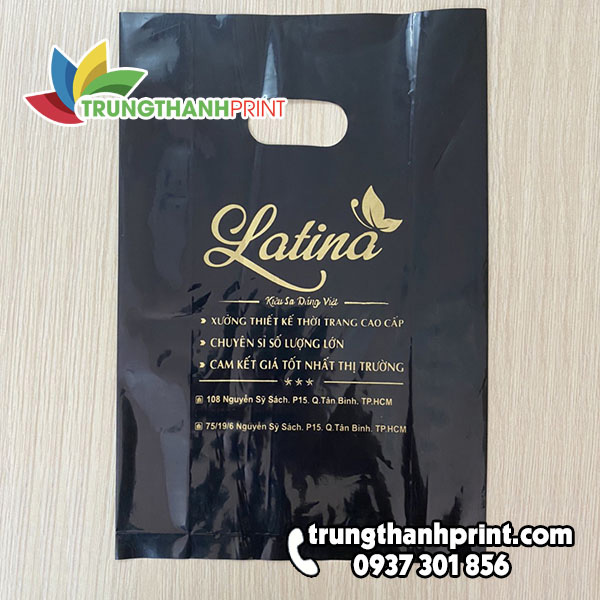 TRUNGTHANHPRINT
Latina
Kiêu Sa Dáng Việt
XƯỞNG THIẾT KẾ THỜI TRANG CAO CẤP
CHUYÊN SỈ SỐ LƯỢNG LỚN
CAM KẾT GIÁ TỐT NHẤT THỊ TRƯỜNG
***
108 Nguyễn Sỹ Sách. P15. Q.Tân Bình. TP.HCM
75/19/6 Nguyễn Sỹ Sách. P15. Q.Tân Bình. TP.HCM
trungthanhprint.com
0937 301 856